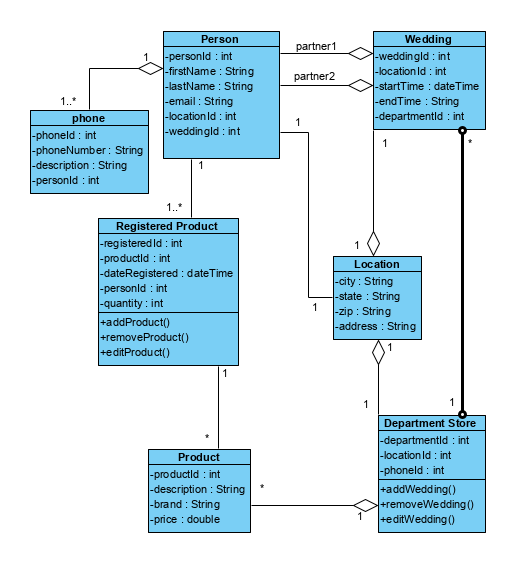 Person
-personId : int
-firstName : String
-lastName : String
-email : String
-locationId : int
-weddingId : int
partner1
partner2
Wedding
-weddingId : int
-locationId : int
-startTime : dateTime
-endTime : String
-departmentId : int
1
1..*
phone
-phoneId : int
-phoneNumber : String
-description : String
-personId : int
1
1
*
1
1..*
Registered Product
-registeredId : int
-productId : int
-dateRegistered : dateTime
-personId : int
-quantity : int
+addProduct()
+removeProduct()
+editProduct()
1
1
Location
-city : String
-state : String
-zip : String
-address : String
1
1
*
1
1
Product
-productId : int
-description : String
-brand : String
-price : double
*
1
Department Store
-departmentId : int
-locationId : int
-phoneId : int
+addWedding()
+removeWedding()
+editWedding()